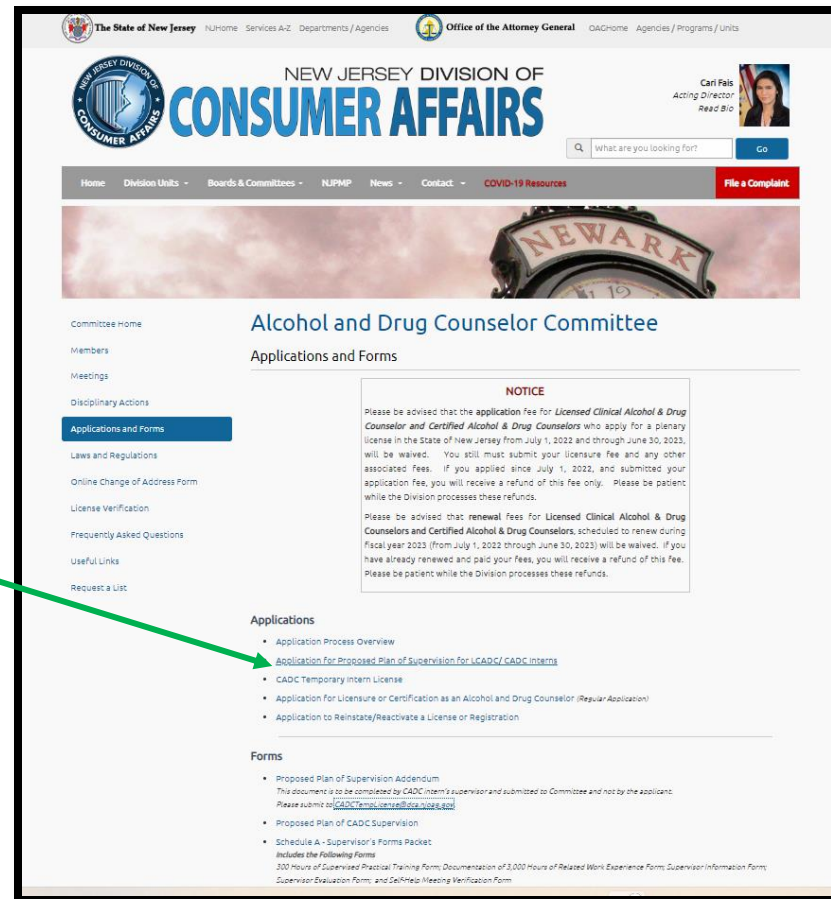 The State of New Jersey NJHome Services A-Z Departments / Agencies Office of the Attorney General OAGHome Agencies / Programs / Units
NEW JERSEY DIVISION OF
CONSUMER AFFAIRS
NEW JERSEY DIVISION OF
CONSUMER AFFAIRS
Cari Fais
Acting Director
Read Bio
What are you looking for? Go
Home Division Units Boards & Committees NJPMP News Contact COVID-19 Resources File a Complaint
NEWARK
Committee Home
Members
Meetings
Disciplinary Actions
Applications and Forms
Laws and Regulations
Online Change of Address Form
License Verification
Frequently Asked Questions
Useful Links
Request a List
Alcohol and Drug Counselor Committee
Applications and Forms
NOTICE
Please be advised that the application fee for Licensed Clinical Alcohol & Drug
Counselor and Certified Alcohol & Drug Counselors who apply for a plenary
license in the State of New Jersey from July 1, 2022 and through June 30, 2023,
will be waived. You still must submit your licensure fee and any other
associated fees. If you applied since July 1, 2022, and submitted your
application fee, you will receive a refund of this fee only. Please be patient
while the Division processes these refunds.
Please be advised that renewal fees for Licensed Clinical Alcohol & Drug
Counselors and Certified Alcohol & Drug Counselors, scheduled to renew during
fiscal year 2023 (from July 1, 2022 through June 30, 2023) will be waived. If you
have already renewed and paid your fees, you will receive a refund of this fee.
Please be patient while the Division processes these refunds.
Applications
• Application Process Overview
Application for Proposed Plan of Supervision for LCADC/ CADC Interns
• CADC Temporary Intern License
• Application for Licensure or Certification as an Alcohol and Drug Counselor (Regular Application)
• Application to Reinstate/Reactivate a License or Registration
Forms
• Proposed Plan of Supervision Addendum
This document is to be completed by CADC intern's supervisor and submitted to Committee and not by the applicant.
Please submit to CADCTempLicense@dca.njoag.gov
• Proposed Plan of CADC Supervision
• Schedule A - Supervisor's Forms Packet
Includes the Following Forms
300 Hours of Supervised Practical Training Form; Documentation of 3,000 Hours of Related Work Experience Form; Supervisor Information Form;
Supervisor Evaluation Form; and Self-Help Meeting Verification Form